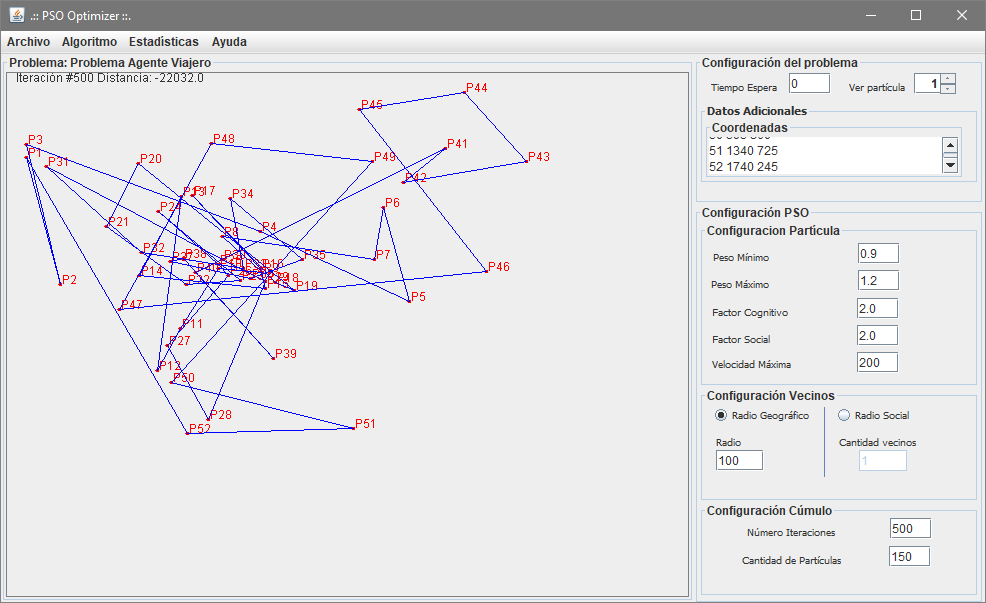 .:: PSO Optimizer ::.
Archivo Algoritmo Estadísticas Ayuda
Problema: Problema Agente Viajero
Iteración #500 Distancia: -22032.0
P44
P45
P3
P48
P41
P1
P20
P49
P43
P31
P42
P17
P34
P6
P24
P21
P4
P8
P32
P7
P38
P35
P14
P46
P2
P18
P19
P5
P47
P11
P27
P39
P12
P50
P28
P51
P52
Configuración del problema
Tiempo Espera 0 Ver partícula 1
Datos Adicionales
Coordenadas
51 1340 725
52 1740 245
Configuración PSO
Configuracion Partícula
Peso Mínimo 0.9
Peso Máximo 1.2
Factor Cognitivo 2.0
Factor Social 2.0
Velocidad Máxima 200
Configuración Vecinos
Radio Geográfico Radio Social
Radio Cantidad vecinos
100 1
Configuración Cúmulo
Número Iteraciones 500
Cantidad de Partículas 150